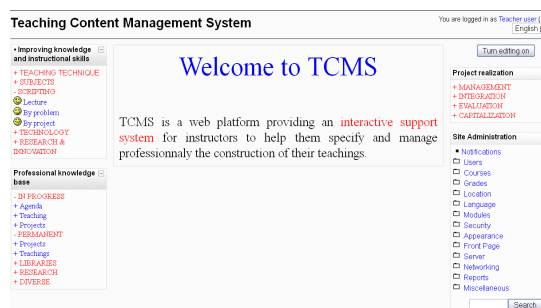 Teaching Content Management System
You are logged in as Teacher user (
English (
• Improving knowledge
and instructional skills
+ TEACHING TECHNIQUE
+ SUBJECTS
- SCRIPTING
Lecture
By problem
By project
+ TECHNOLOGY
+ RESEARCH &
INNOVATION
Professional knowledge
base
- IN PROGRESS
+ Agenda
+ Teaching
+ Projects
- PERMANENT
+ Projects
+ Teachings
+ LIBRARIES
+ RESEARCH
+ DIVERSE
Welcome to TCMS
TCMS is a web platform providing an interactive support
system for instructors to help them specify and manage
professionnaly the construction of their teachings.
Turn editing on
Project realization
+ MANAGEMENT
+ INTEGRATION
+ EVALUATION
+ CAPITALIZATION
Site Administration
• Notifications
Users
Courses
Grades
Location
Language
Modules
Security
Appearance
Front Page
Server
Networking
Reports
Miscellaneous
Search